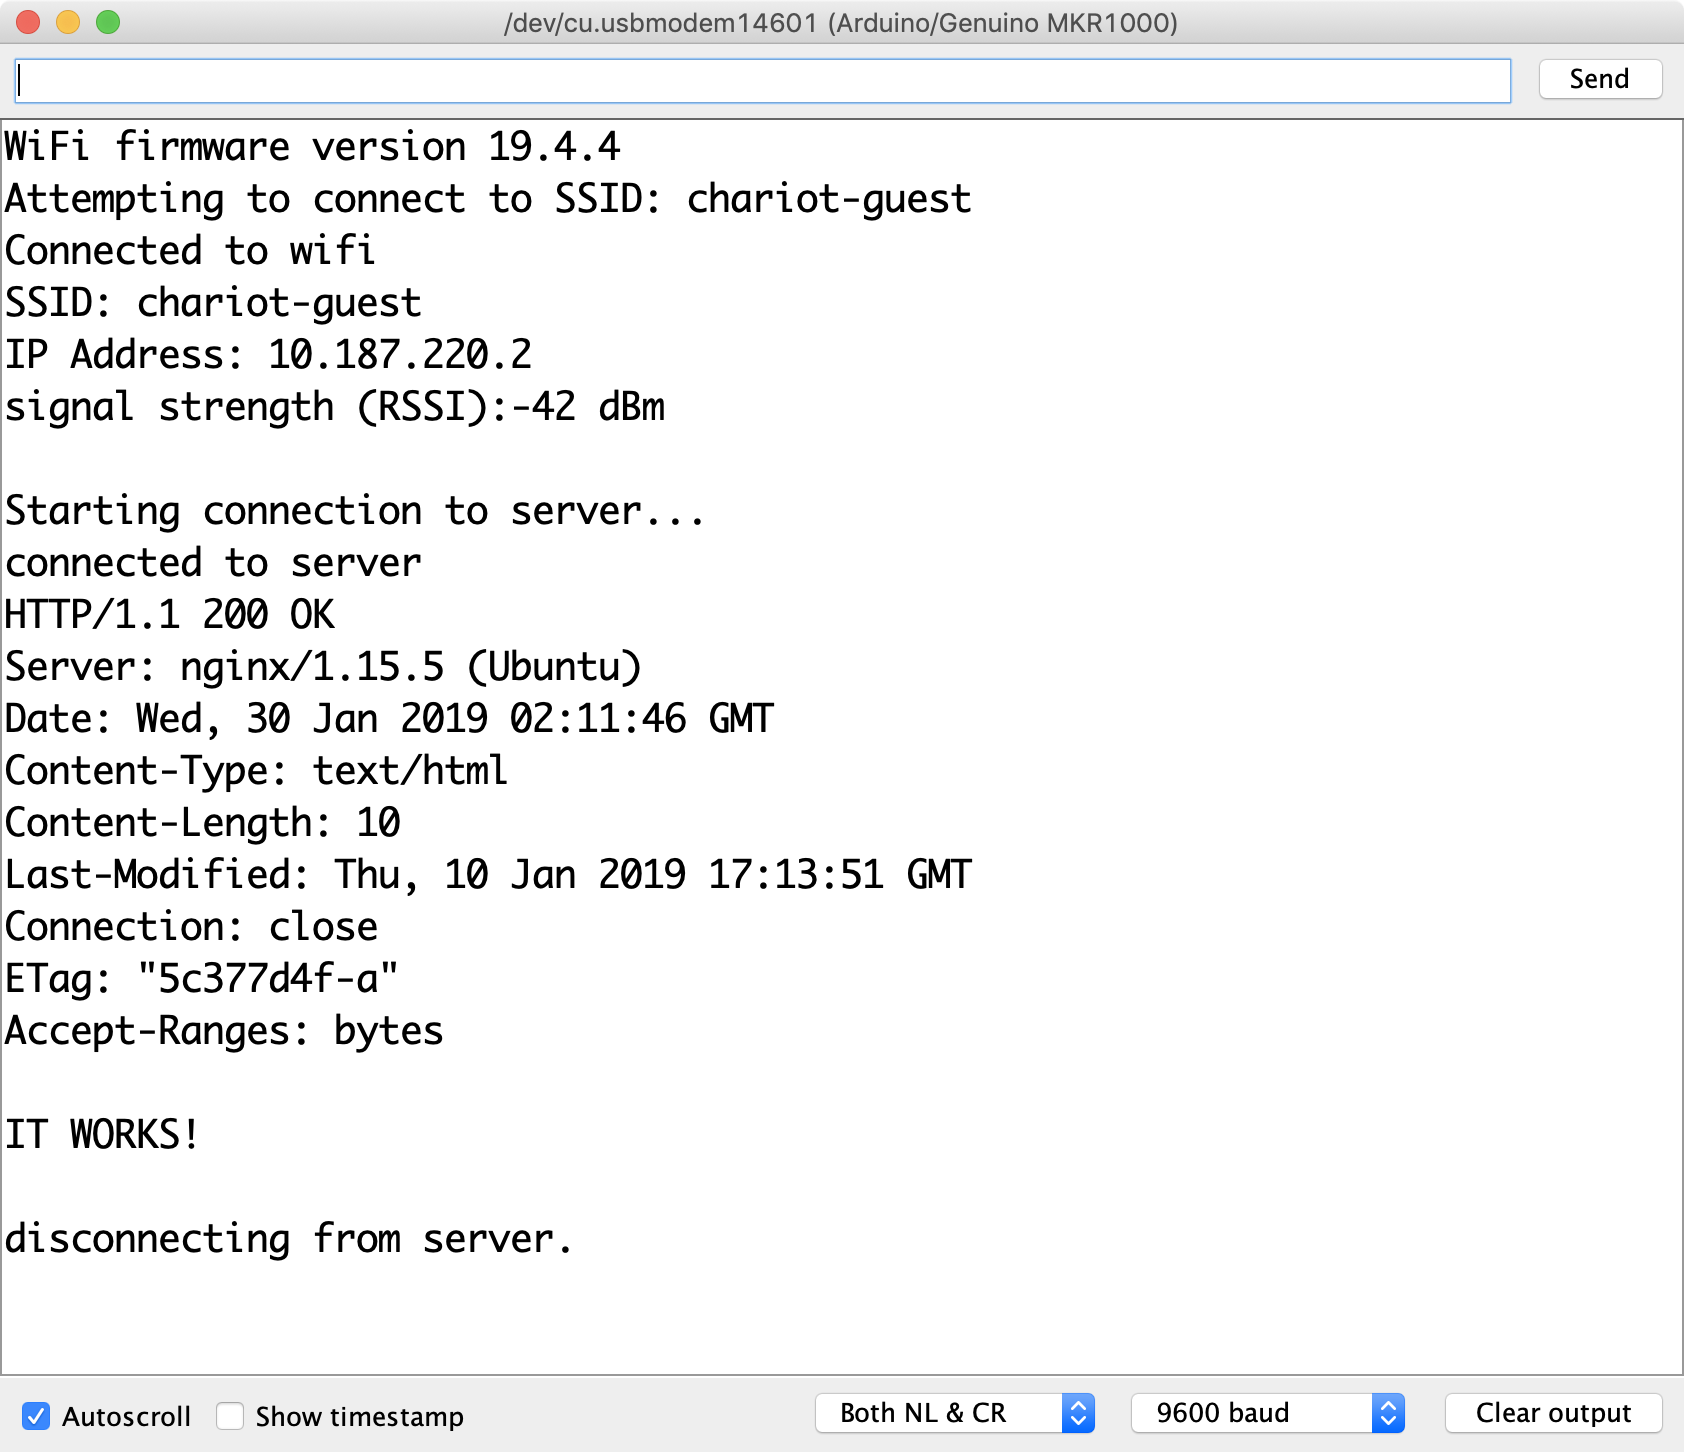 /dev/cu.usbmodem14601 (Arduino/Genuino MKR1000)
Send
WiFi firmware version 19.4.4
Attempting to connect to SSID: chariot-guest
Connected to wifi
SSID: chariot-guest
IP Address: 10.187.220.2
signal strength (RSSI):-42 dBm
Starting connection to server...
connected to server
HTTP/1.1 200 OK
Server: nginx/1.15.5 (Ubuntu)
Date: Wed, 30 Jan 2019 02:11:46 GMT
Content-Type: text/html
Content-Length: 10
Last-Modified: Thu, 10 Jan 2019 17:13:51 GMT
Connection: close
ETag: "5c377d4f-a"
Accept-Ranges: bytes
IT WORKS!
disconnecting from server.
Autoscroll Show timestamp Both NL & CR 9600 baud Clear output